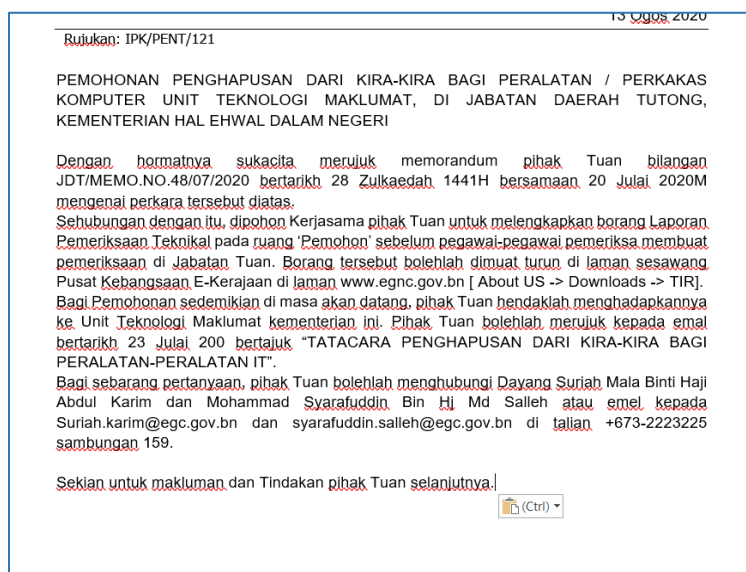 13 Ogos 2020
Rujukan: IPK/PENT/121
PEMOHONAN PENGHAPUSAN DARI KIRA-KIRA BAGI PERALATAN / PERKAKAS
KOMPUTER UNIT TEKNOLOGI MAKLUMAT, DI JABATAN DAERAH TUTONG,
KEMENTERIAN HAL EHWAL DALAM NEGERI
Dengan hormatnya sukacita merujuk memorandum pihak Tuan bilangan
JDT/MEMO.NO.48/07/2020 bertarikh 28 Zulkaedah 1441H bersamaan 20 Julai 2020M
mengenai perkara tersebut diatas.
Sehubungan dengan itu, dipohon Kerjasama pihak Tuan untuk melengkapkan borang Laporan
Pemeriksaan Teknikal pada ruang ‘Pemohon’ sebelum pegawai-pegawai pemeriksa membuat
pemeriksaan di Jabatan Tuan. Borang tersebut bolehlah dimuat turun di laman sesawang
Pusat Kebangsaan E-Kerajaan di laman www.egnc.gov.bn [ About US -> Downloads -> TIR].
Bagi Pemohonan sedemikian di masa akan datang, pihak Tuan hendaklah menghadapkannya
ke Unit Teknologi Maklumat kementerian ini. Pihak Tuan bolehlah merujuk kepada emal
bertarikh 23 Julai 200 bertajuk “TATACARA PENGHAPUSAN DARI KIRA-KIRA BAGI
PERALATAN-PERALATAN IT”.
Bagi sebarang pertanyaan, pihak Tuan bolehlah menghubungi Dayang Suriah Mala Binti Haji
Abdul Karim dan Mohammad Syarafuddin Bin Hj Md Salleh atau emel kepada
Suriah.karim@egc.gov.bn dan syarafuddin.salleh@egc.gov.bn di talian +673-2223225
sambungan 159.
Sekian untuk makluman dan Tindakan pihak Tuan selanjutnya.
(Ctrl)